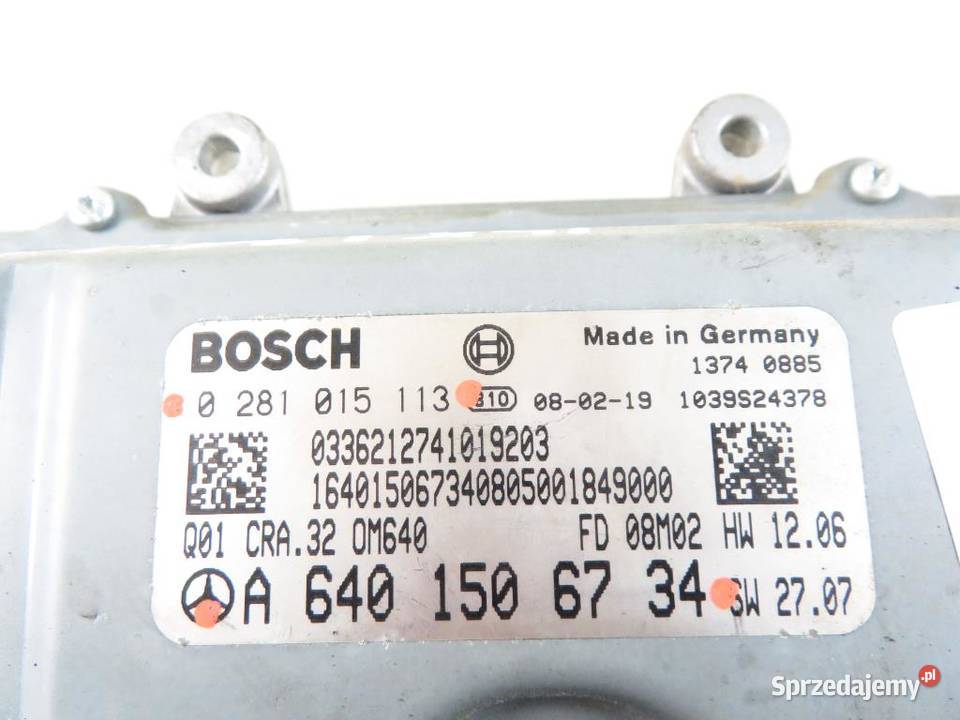 BOSCH Made in Germany
1374 0885
0 281 015 113 310 08-02-19 1039S24378
0336212741019203
164015067340805001849000
Q01 CRA.32 OM640 FD 08M02 HW 12.06
A 640 150 67 34 SW 27.07
Sprzedajemy.pl